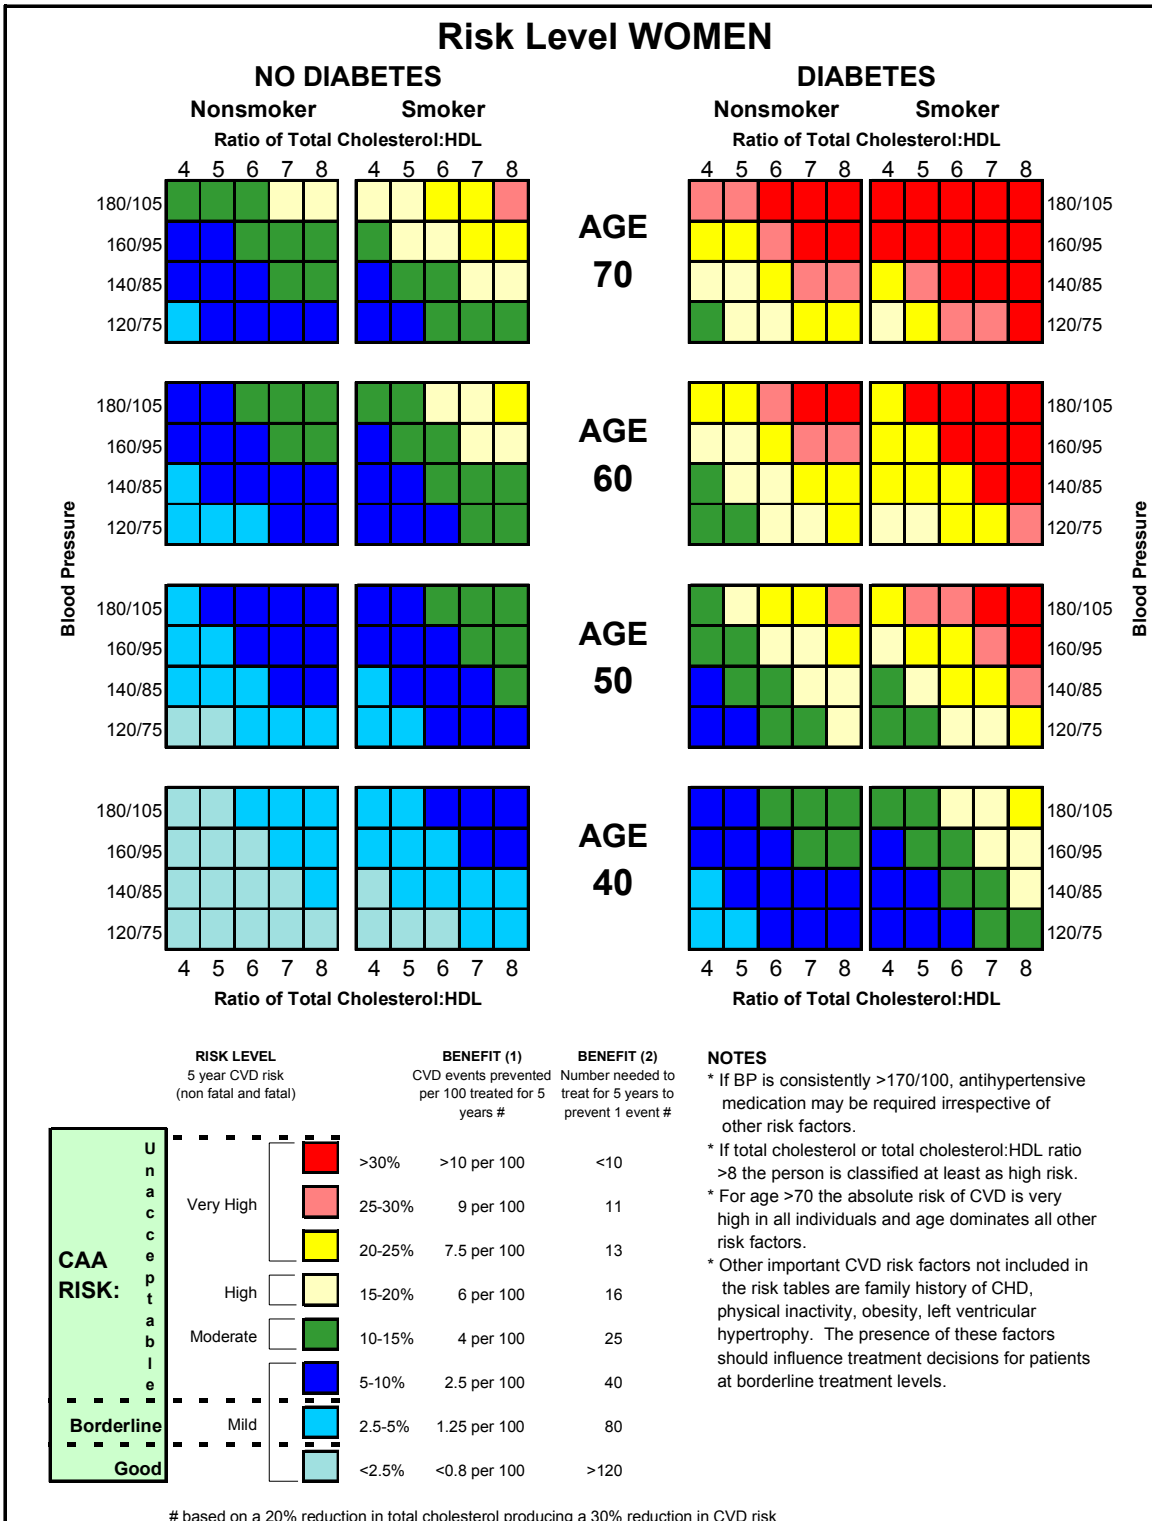 Risk Level WOMEN
NO DIABETES DIABETES
Nonsmoker Smoker Nonsmoker Smoker
Ratio of Total Cholesterol:HDL Ratio of Total Cholesterol:HDL
4 5 6 7 8 4 5 6 7 8 4 5 6 7 8 4 5 6 7 8
180/105 180/105
160/95 AGE 160/95
140/85 70 140/85
120/75 120/75
180/105 180/105
160/95 AGE 160/95
140/85 60 140/85
120/75 120/75
Blood Pressure Blood Pressure
180/105 180/105
160/95 AGE 160/95
140/85 50 140/85
120/75 120/75
180/105 180/105
160/95 AGE 160/95
140/85 40 140/85
120/75 120/75
4 5 6 7 8 4 5 6 7 8 4 5 6 7 8 4 5 6 7 8
Ratio of Total Cholesterol:HDL Ratio of Total Cholesterol:HDL
RISK LEVEL
5 year CVD risk
(non fatal and fatal)
BENEFIT (1)
CVD events prevented
per 100 treated for 5
years #
BENEFIT (2)
Number needed to
treat for 5 years to
prevent 1 event #
CAA
RISK:
Unacceptable
Borderline
Good
Very High
High
Moderate
Mild
>30% >10 per 100 <10
25-30% 9 per 100 11
20-25% 7.5 per 100 13
15-20% 6 per 100 16
10-15% 4 per 100 25
5-10% 2.5 per 100 40
2.5-5% 1.25 per 100 80
<2.5% <0.8 per 100 >120
NOTES
* If BP is consistently >170/100, antihypertensive
medication may be required irrespective of
other risk factors.
* If total cholesterol or total cholesterol:HDL ratio
>8 the person is classified at least as high risk.
* For age >70 the absolute risk of CVD is very
high in all individuals and age dominates all other
risk factors.
* Other important CVD risk factors not included in
the risk tables are family history of CHD,
physical inactivity, obesity, left ventricular
hypertrophy. The presence of these factors
should influence treatment decisions for patients
at borderline treatment levels.
# based on a 20% reduction in total cholesterol producing a 30% reduction in CVD risk